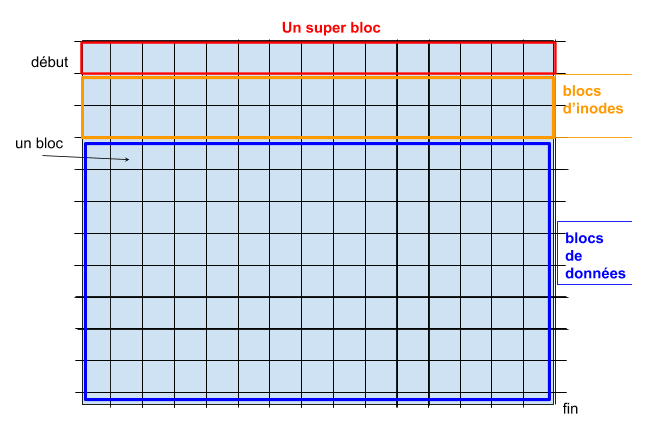 Un super bloc
début
blocs
d'inodes
un bloc
blocs
de
données
fin